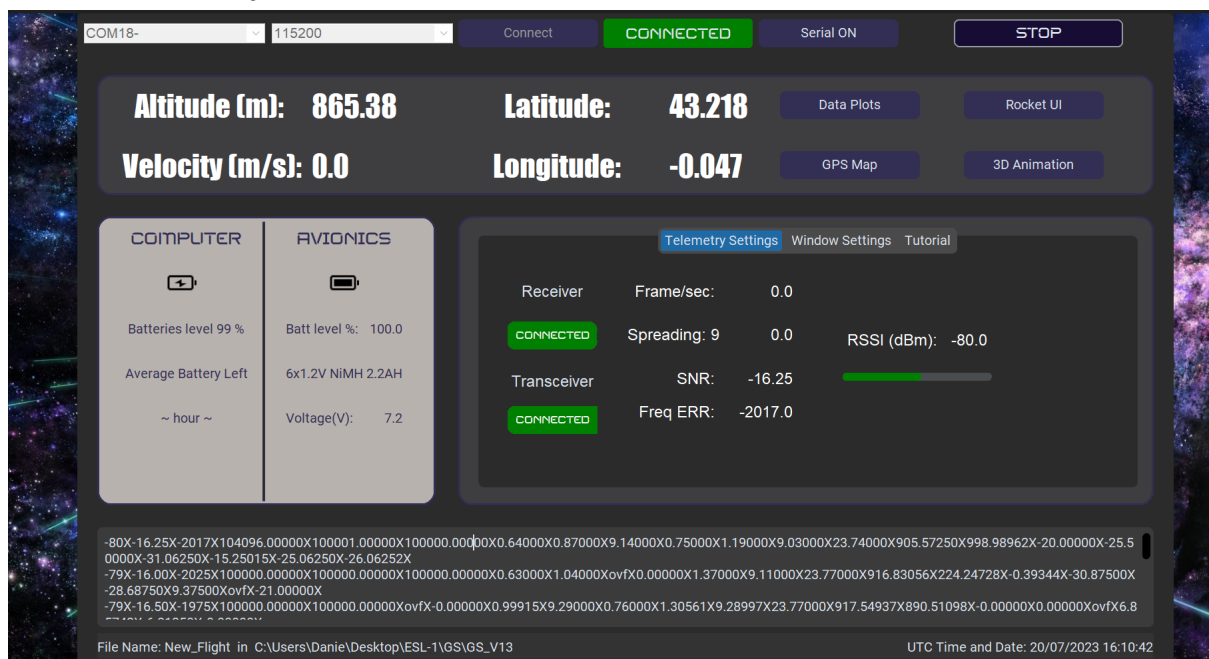 COM18- 115200 Connect CONNECTED Serial ON STOP
Altitude (m): 865.38 Latitude: 43.218 Data Plots Rocket UI
Velocity (m/s): 0.0 Longitude: -0.047 GPS Map 3D Animation
COMPUTER AVIONICS
Batteries level 99 % Batt level %: 100.0
Average Battery Left 6x1.2V NiMH 2.2AH
~ hour ~ Voltage(V): 7.2
Telemetry Settings Window Settings Tutorial
Receiver Frame/sec: 0.0
CONNECTED Spreading: 9 0.0 RSSI (dBm): -80.0
Transceiver SNR: -16.25
CONNECTED Freq ERR: -2017.0
-80X-16.25X-2017X104096.00000X100001.00000X100000.00000X0.64000X0.87000X9.14000X0.75000X1.19000X9.03000X23.74000X905.57250X998.98962X-20.00000X-25.5
0000X-31.06250X-15.25015X-25.06250X-26.06252X
-79X-16.00X-2025X100000.00000X100000.00000X100000.00000X0.63000X1.04000XovfX0.00000X1.37000X9.11000X23.77000X916.83056X224.24728X-0.39344X-30.87500X
-28.68750X9.37500XovfX-21.00000X
-79X-16.50X-1975X100000.00000X100000.00000XovfX-0.00000X0.99915X9.29000X0.76000X1.30561X9.28997X23.77000X917.54937X890.51098X-0.00000X0.00000XovfX6.8
File Name: New_Flight in C:\Users\Danie\Desktop\ESL-1\GS\GS_V13 UTC Time and Date: 20/07/2023 16:10:42